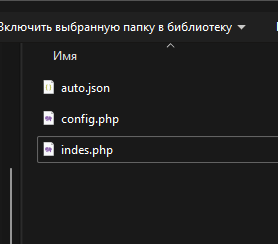 Включить выбранную папку в библиотеку
Имя
auto.json
config.php
indes.php